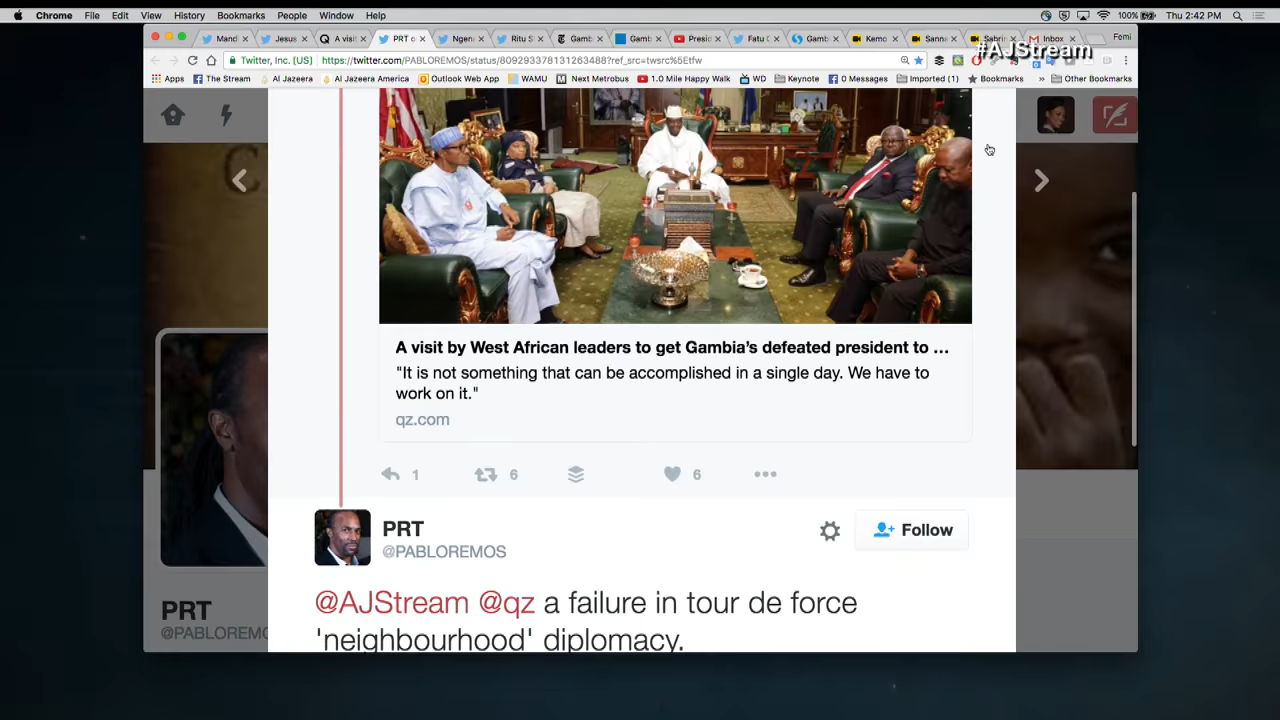 Chrome File Edit View History Bookmarks People Window Help
100% Thu 2:42 PM
Mand Jesus A visit PRT o Ngena Ritu S Gamb Gamb Presid Fatu C Gamb Kemo Sanna Sabrin Inbox Femi
#AJStream
Twitter, Inc. [US] https://twitter.com/PABLOREMOS/status/809293378131263488?ref_src=twsrc%5Etfw
Apps The Stream Al Jazeera Al Jazeera America Outlook Web App WAMU Next Metrobus 1.0 Mile Happy Walk WD Keynote 0 Messages Imported (1) Bookmarks » Other Bookmarks
A visit by West African leaders to get Gambia's defeated president to ...
"It is not something that can be accomplished in a single day. We have to
work on it."
qz.com
1 6 6
PRT
@PABLOREMOS
Follow
@AJStream @qz a failure in tour de force
'neighbourhood' diplomacy.
PRT
@PABLOREMO